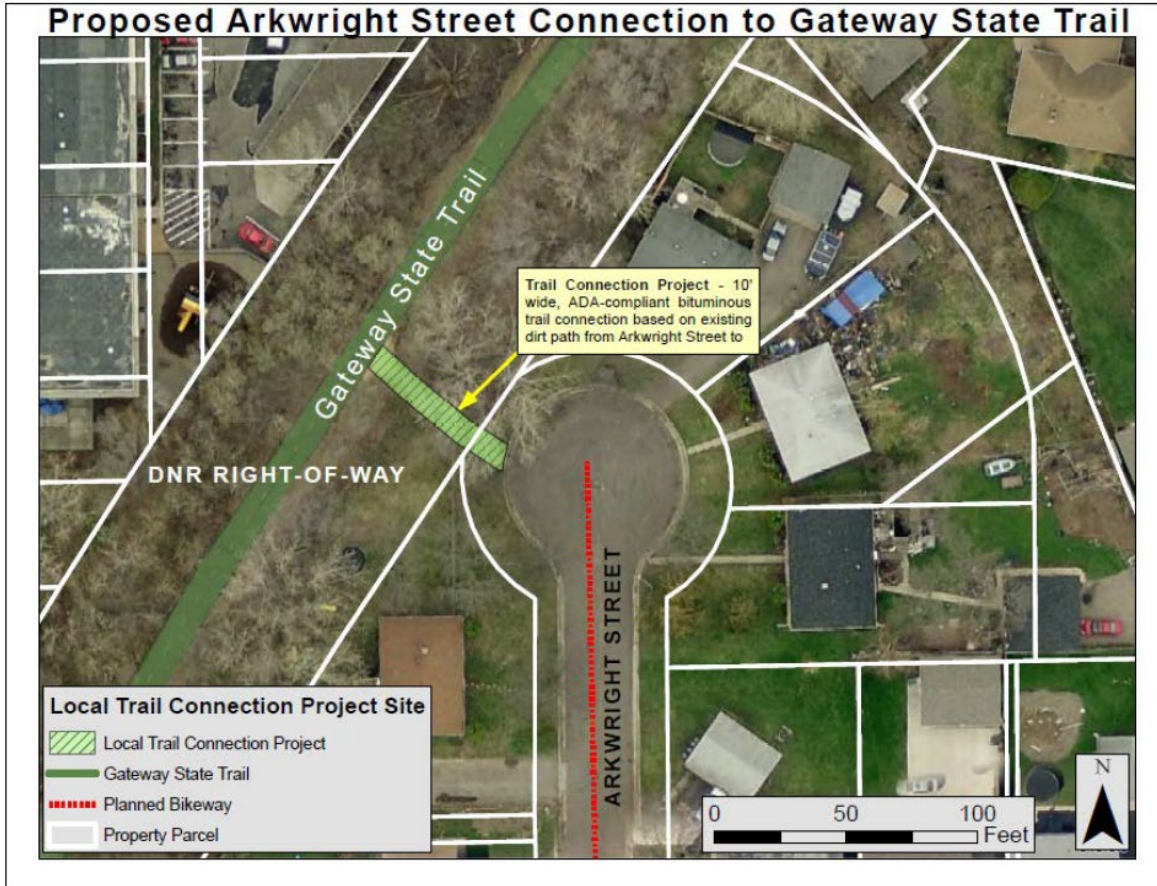 Proposed Arkwright Street Connection to Gateway State Trail
Gateway State Trail
Trail Connection Project - 10'
wide, ADA-compliant bituminous
trail connection based on existing
dirt path from Arkwright Street to
DNR RIGHT-OF-WAY
ARKWRIGHT STREET
Local Trail Connection Project Site
Local Trail Connection Project
Gateway State Trail
Planned Bikeway
Property Parcel
0 50 100
Feet
N